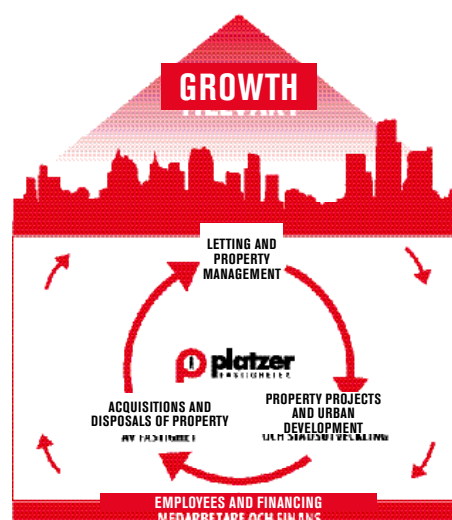 GROWTH
LETTING AND
PROPERTY
MANAGEMENT
platzer
FASTIGHETER
ACQUISITIONS AND
DISPOSALS OF PROPERTY
AV FASTIGHET
PROPERTY PROJECTS
AND URBAN
DEVELOPMENT
OCH STADSUTVECKLING
EMPLOYEES AND FINANCING
MEDARBETARE OCH FINANS